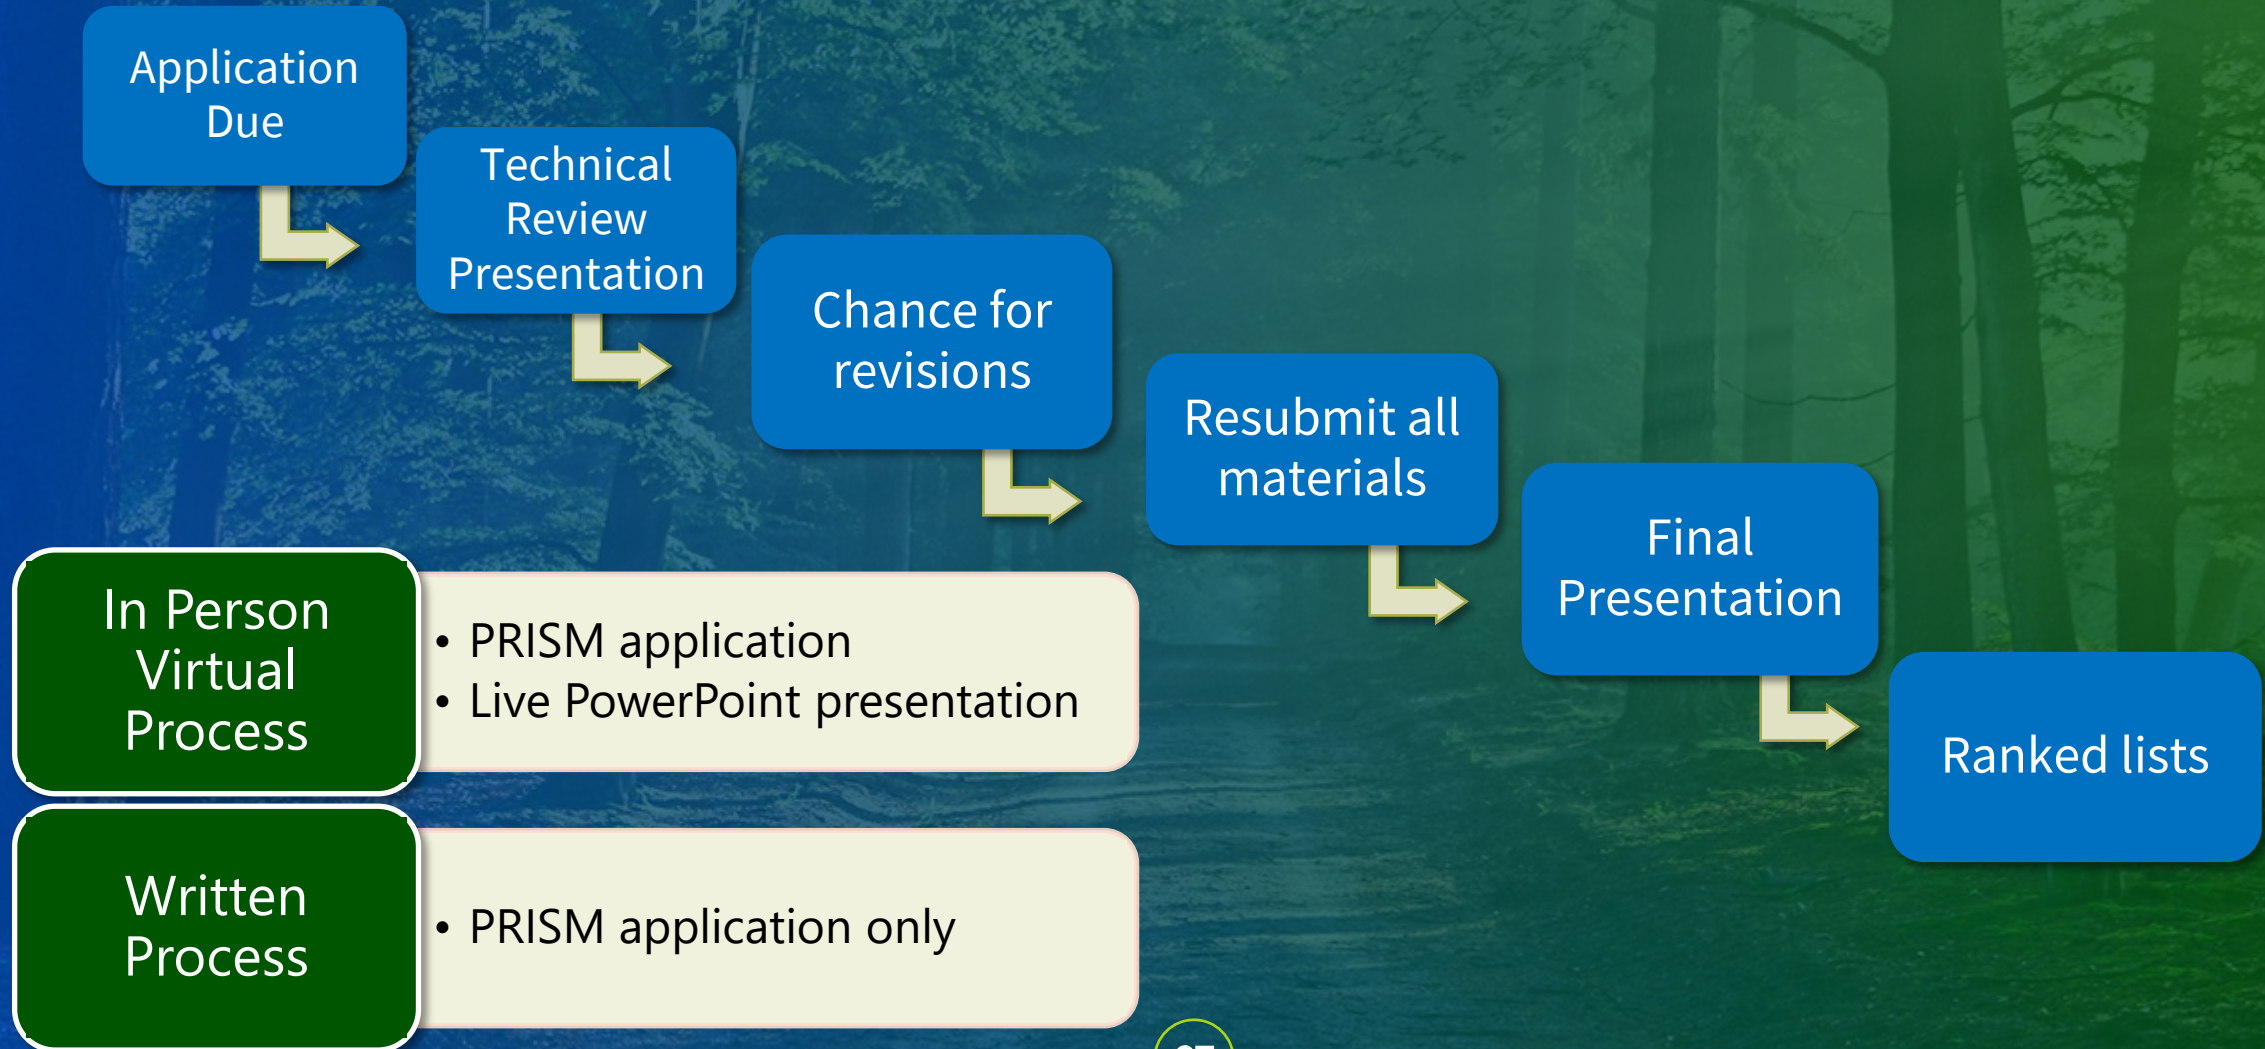 Application
Due
Technical
Review
Presentation
Chance for
revisions
Resubmit all
materials
Final
Presentation
Ranked lists
In Person
Virtual
Process
• PRISM application
• Live PowerPoint presentation
Written
Process
• PRISM application only